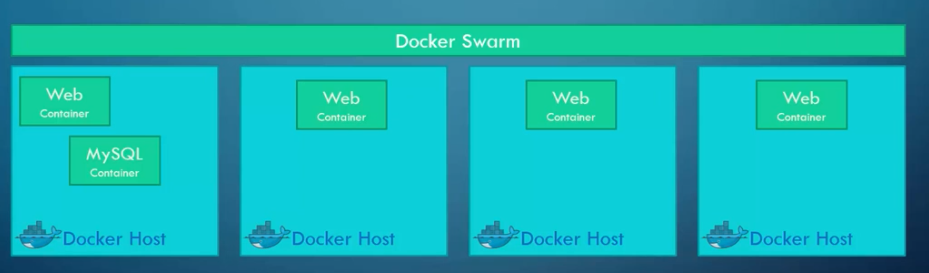 Docker Swarm
Web
Container
MySQL
Container
Docker Host
Web
Container
Docker Host
Web
Container
Docker Host
Web
Container
Docker Host